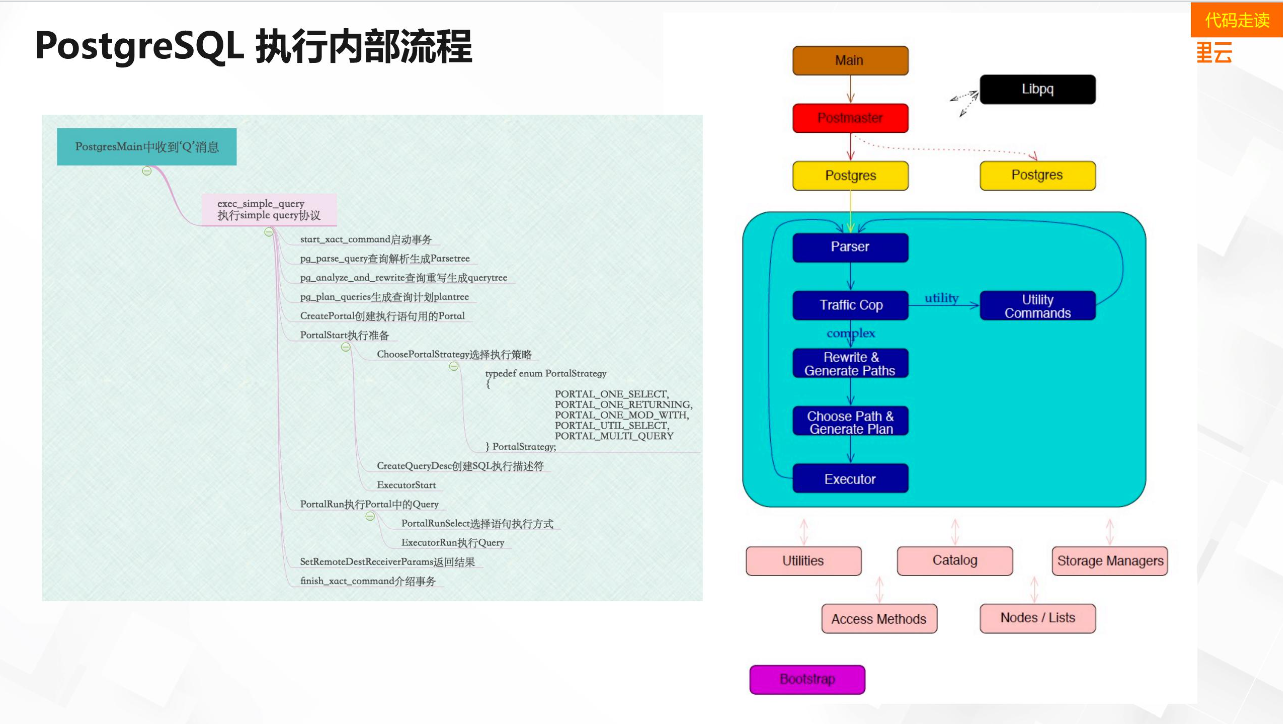 代码走读
PostgreSQL 执行内部流程
里云
PostgresMain中收到‘Q’消息
exec_simple_query
执行simple query协议
start_xact_command启动事务
pg_parse_query查询解析生成Parsetree
pg_analyze_and_rewrite查询重写生成querytree
pg_plan_queries生成查询计划plantree
CreatePortal创建执行语句用的Portal
PortalStart执行准备
ChoosePortalStrategy选择执行策略
typedef enum PortalStrategy
{
PORTAL_ONE_SELECT,
PORTAL_ONE_RETURNING,
PORTAL_ONE_MOD_WITH,
PORTAL_UTIL_SELECT,
PORTAL_MULTI_QUERY
} PortalStrategy;
CreateQueryDesc创建SQL执行描述符
ExecutorStart
PortalRun执行Portal中的Query
PortalRunSelect选择语句执行方式
ExecutorRun执行Query
SetRemoteDestReceiverParams返回结果
finish_xact_command介绍事务
Main
Libpq
Postmaster
Postgres
Postgres
Parser
Traffic Cop
utility
Utility
Commands
complex
Rewrite &
Generate Paths
Choose Path &
Generate Plan
Executor
Utilities
Catalog
Storage Managers
Access Methods
Nodes / Lists
Bootstrap